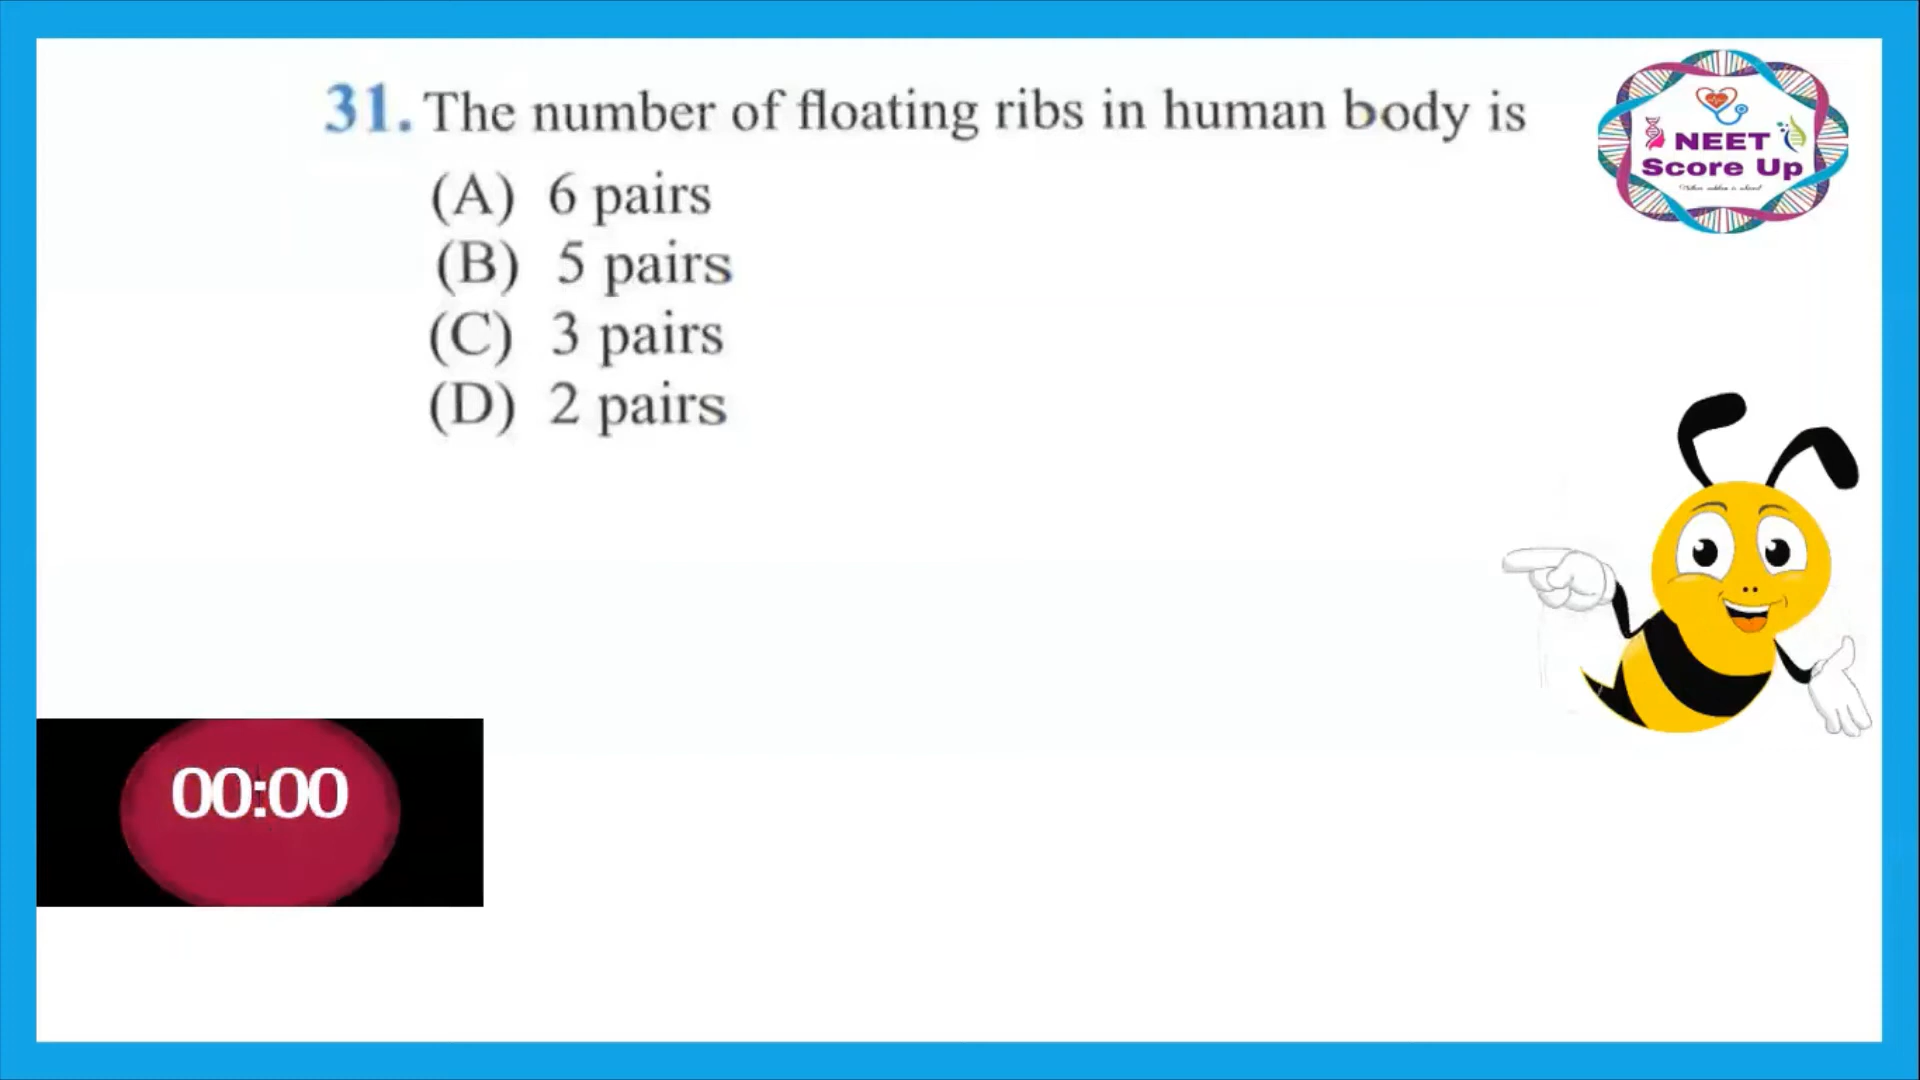 31. The number of floating ribs in human body is
(A) 6 pairs
(B) 5 pairs
(C) 3 pairs
(D) 2 pairs
NEET
Score Up
00:00